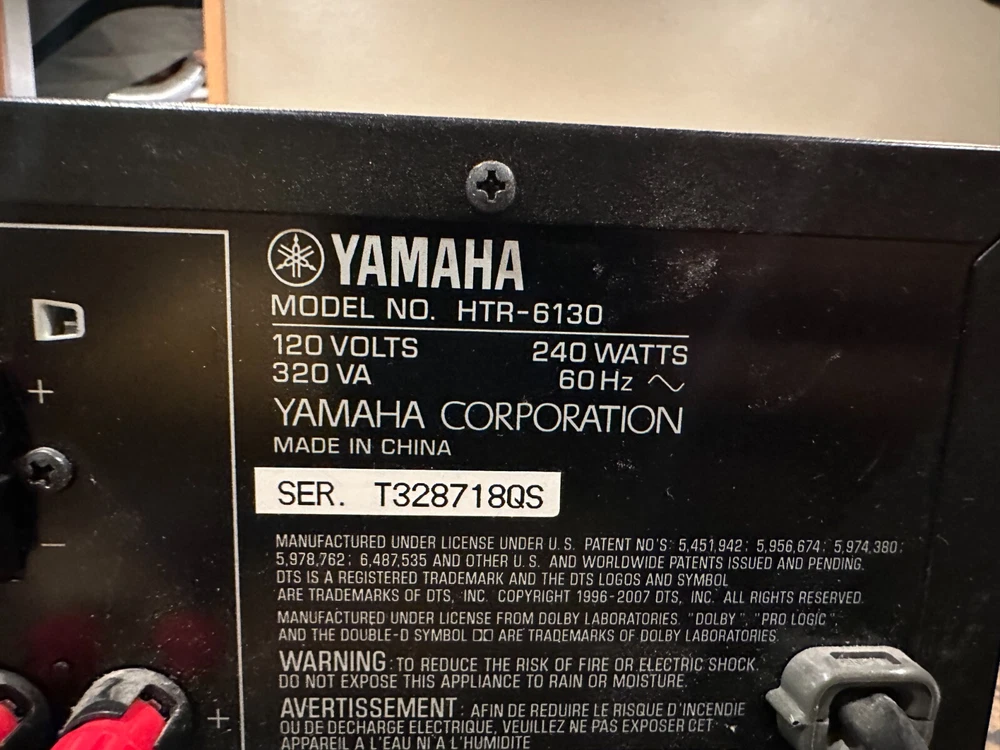 YAMAHA
MODEL NO. HTR-6130
120 VOLTS 240 WATTS
320 VA 60 Hz
YAMAHA CORPORATION
MADE IN CHINA
SER. T328718QS
MANUFACTURED UNDER LICENSE UNDER U.S. PATENT NO'S: 5,451,942; 5,956,674; 5,974,380;
5,978,762; 6,487,535 AND OTHER U.S. AND WORLDWIDE PATENTS ISSUED AND PENDING.
DTS IS A REGISTERED TRADEMARK AND THE DTS LOGOS AND SYMBOL
ARE TRADEMARKS OF DTS, INC. COPYRIGHT 1996-2007 DTS, INC. ALL RIGHTS RESERVED.
MANUFACTURED UNDER LICENSE FROM DOLBY LABORATORIES. "DOLBY", "PRO LOGIC",
AND THE DOUBLE-D SYMBOL ARE TRADEMARKS OF DOLBY LABORATORIES.
WARNING : TO REDUCE THE RISK OF FIRE OR ELECTRIC SHOCK,
DO NOT EXPOSE THIS APPLIANCE TO RAIN OR MOISTURE.
AVERTISSEMENT : AFIN DE REDUIRE LE RISQUE D'INCENDIE
OU DE DECHARGE ELECTRIQUE, VEUILLEZ NE PAS EXPOSER CET
APPAREIL A L'EAU NI A L'HUMIDITE
+
−
+